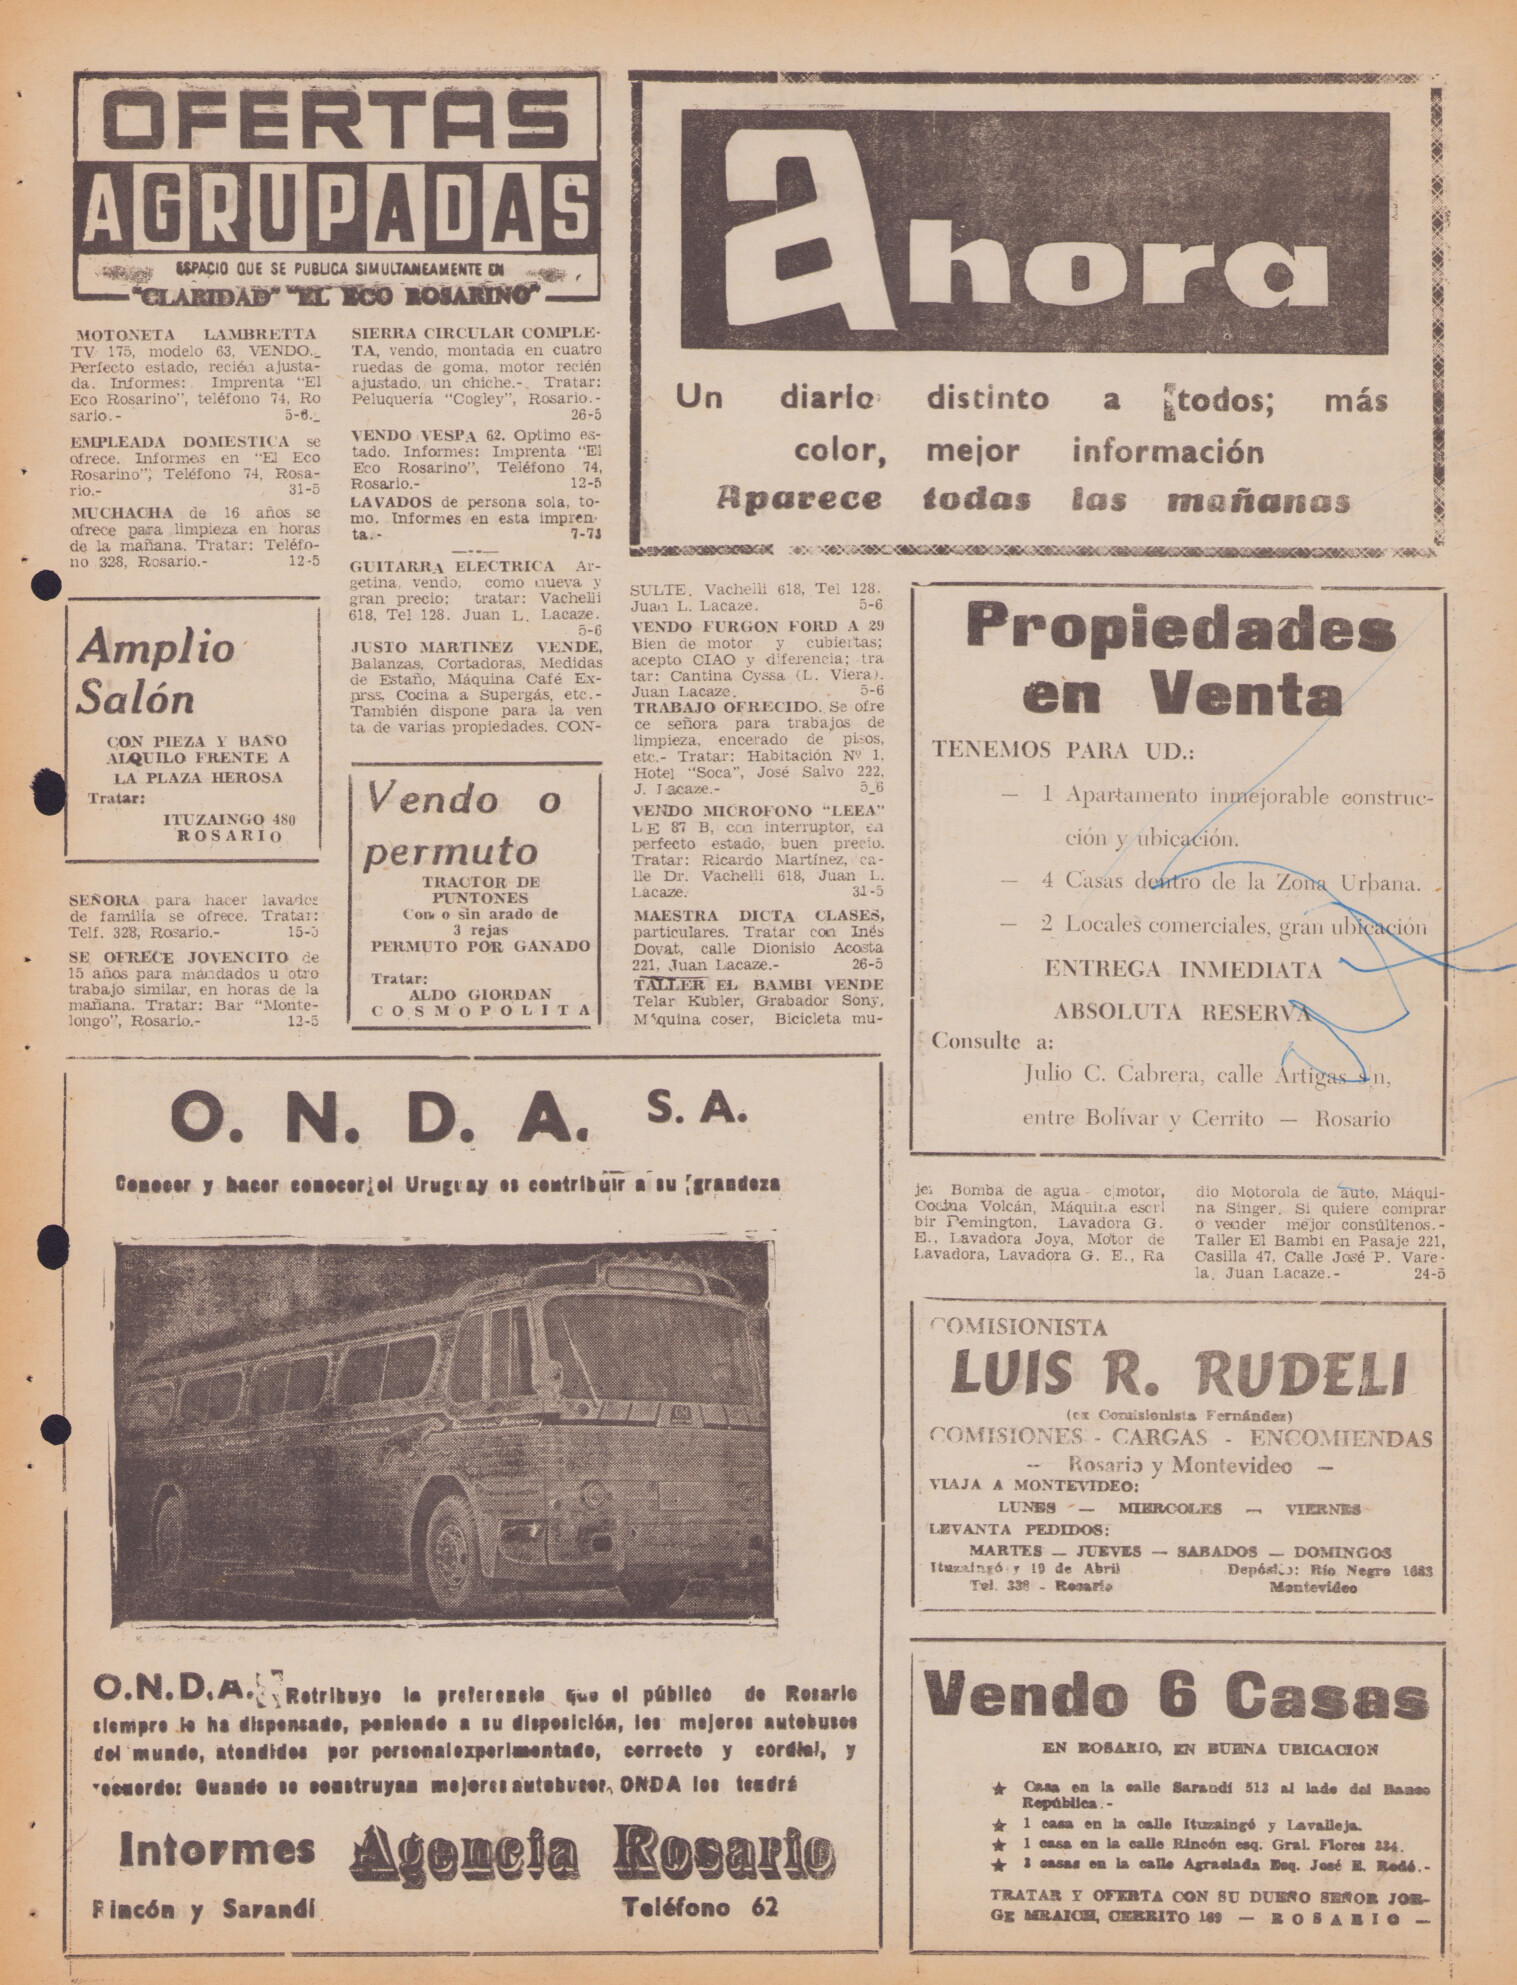 OFERTAS
AGRUPADAS
ESPACIO QUE SE PUBLICA SIMULTANEAMENTE EN
"CLARIDAD" "EL ECO ROSARINO"
MOTONETA LAMBRETTA
TV 175, modelo 63, VENDO._
Perfecto estado, recién ajusta-
da. Informes: Imprenta "El
Eco Rosarino", teléfono 74, Ro
sario.- 5-6._
EMPLEADA DOMESTICA se
ofrece. Informes en "El Eco
Rosarino", Teléfono 74, Rosa-
rio.- 31-5
MUCHACHA de 16 años se
ofrece para limpieza en horas
de la mañana. Tratar: Teléfo-
no 328, Rosario.- 12-5
Amplio
Salón
CON PIEZA Y BAÑO
ALQUILO FRENTE A
LA PLAZA HEROSA
Tratar:
ITUZAINGO 480
ROSARIO
SEÑORA para hacer lavados
de familia se ofrece. Tratar:
Telf. 328, Rosario.- 15-5
SE OFRECE JOVENCITO de
15 años para mandados u otro
trabajo similar, en horas de la
mañana. Tratar: Bar "Monte-
longo", Rosario.- 12-5
SIERRA CIRCULAR COMPLE-
TA, vendo, montada en cuatro
ruedas de goma, motor recién
ajustado, un chiche.-. Tratar:
Peluquería "Cogley", Rosario.-
26-5
VENDO VESPA 62. Optimo es-
tado. Informes: Imprenta "El
Eco Rosarino", Teléfono 74,
Rosario.- 12-5
LAVADOS de persona sola, to-
mo. Informes en esta impren-
ta.- 7-73
GUITARRA ELECTRICA Ar-
getina, vendo, como nueva y
gran precio; tratar: Vachelli
618, Tel 128. Juan L. Lacaze.
5-6
JUSTO MARTINEZ VENDE,
Balanzas, Cortadoras, Medidas
de Estaño, Máquina Café Ex-
prss. Cocina a Supergás, etc.-
También dispone para la ven
ta de varias propiedades. CON-
Vendo o
permuto
TRACTOR DE
PUNTONES
Con o sin arado de
3 rejas
PERMUTO POR GANADO
Tratar:
ALDO GIORDAN
COSMOPOLITA
Ahora
Un diario distinto a todos; más
color, mejor información
Aparece todas las mañanas
SULTE. Vachelli 618, Tel 128.
Juan L. Lacaze. 5-6
VENDO FURGON FORD A 29
Bien de motor y cubiertas;
acepto CIAO y diferencia; tra
tar: Cantina Cyssa (L. Viera).
Juan Lacaze. 5-6
TRABAJO OFRECIDO. Se ofre
ce señora para trabajos de
limpieza, encerado de pisos,
etc.- Tratar: Habitación Nº 1,
Hotel "Soca", José Salvo 222,
J. Lacaze.- 5_6
VENDO MICROFONO "LEEA"
LE 87 B, con interruptor, en
perfecto estado, buen precio.
Tratar: Ricardo Martínez, ca-
lle Dr. Vachelli 618, Juan L.
Lacaze. 31-5
MAESTRA DICTA CLASES,
particulares. Tratar con Inés
Dovat, calle Dionisio Acosta
221, Juan Lacaze.- 26-5
TALLER EL BAMBI VENDE
Telar Kubler, Grabador Sony,
Máquina coser, Bicicleta mu-
Propiedades
en Venta
TENEMOS PARA UD.:
— 1 Apartamento inmejorable construc-
ción y ubicación.
— 4 Casas dentro de la Zona Urbana.
— 2 Locales comerciales, gran ubicación
ENTREGA INMEDIATA
ABSOLUTA RESERVA
Consulte a:
Julio C. Cabrera, calle Artigas sn,
entre Bolívar y Cerrito — Rosario
jer Bomba de agua c|motor,
Cocina Volcán, Máquina escri
bir Remington, Lavadora G.
E., Lavadora Joya, Motor de
Lavadora, Lavadora G. E., Ra
dio Motorola de auto, Máqui-
na Singer. Si quiere comprar
o vender mejor consúltenos.-
Taller El Bambi en Pasaje 221,
Casilla 47, Calle José P. Vare-
la, Juan Lacaze.- 24-5
O. N. D. A. S. A.
Conocer y hacer conocer el Uruguay es contribuir a su grandeza
O.N.D.A. Retribuye la preferencia que el público de Rosario
siempre le ha dispensado, poniendo a su disposición, los mejores autobuses
del mundo, atendidos por personal experimentado, correcto y cordial, y
recuerde: Cuando se construyan mejores autobuses, ONDA los tendrá
Informes Agencia Rosario
Rincón y Sarandí Teléfono 62
COMISIONISTA
LUIS R. RUDELI
(ex Comisionista Fernández)
COMISIONES - CARGAS - ENCOMIENDAS
— Rosario y Montevideo —
VIAJA A MONTEVIDEO:
LUNES — MIERCOLES — VIERNES
LEVANTA PEDIDOS:
MARTES — JUEVES — SABADOS — DOMINGOS
Ituzaingó y 19 de Abril Depósito: Río Negro 1683
Tel. 338 - Rosario Montevideo
Vendo 6 Casas
EN ROSARIO, EN BUENA UBICACION
★ Casa en la calle Sarandí 513 al lado del Banco
República.-
★ 1 casa en la calle Ituzaingó y Lavalleja.
★ 1 casa en la calle Rincón esq. Gral. Flores 234.
★ 3 casas en la calle Agraciada Esq. José E. Rodó.-
TRATAR Y OFERTA CON SU DUEÑO SEÑOR JOR-
GE MRAICH, CERRITO 169 — ROSARIO —